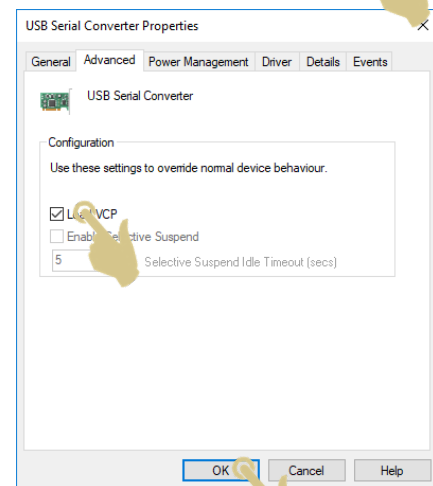 USB Serial Converter Properties
General Advanced Power Management Driver Details Events
USB Serial Converter
Configuration
Use these settings to override normal device behaviour.
Load VCP
Enable Selective Suspend
5 Selective Suspend Idle Timeout (secs)
OK Cancel Help